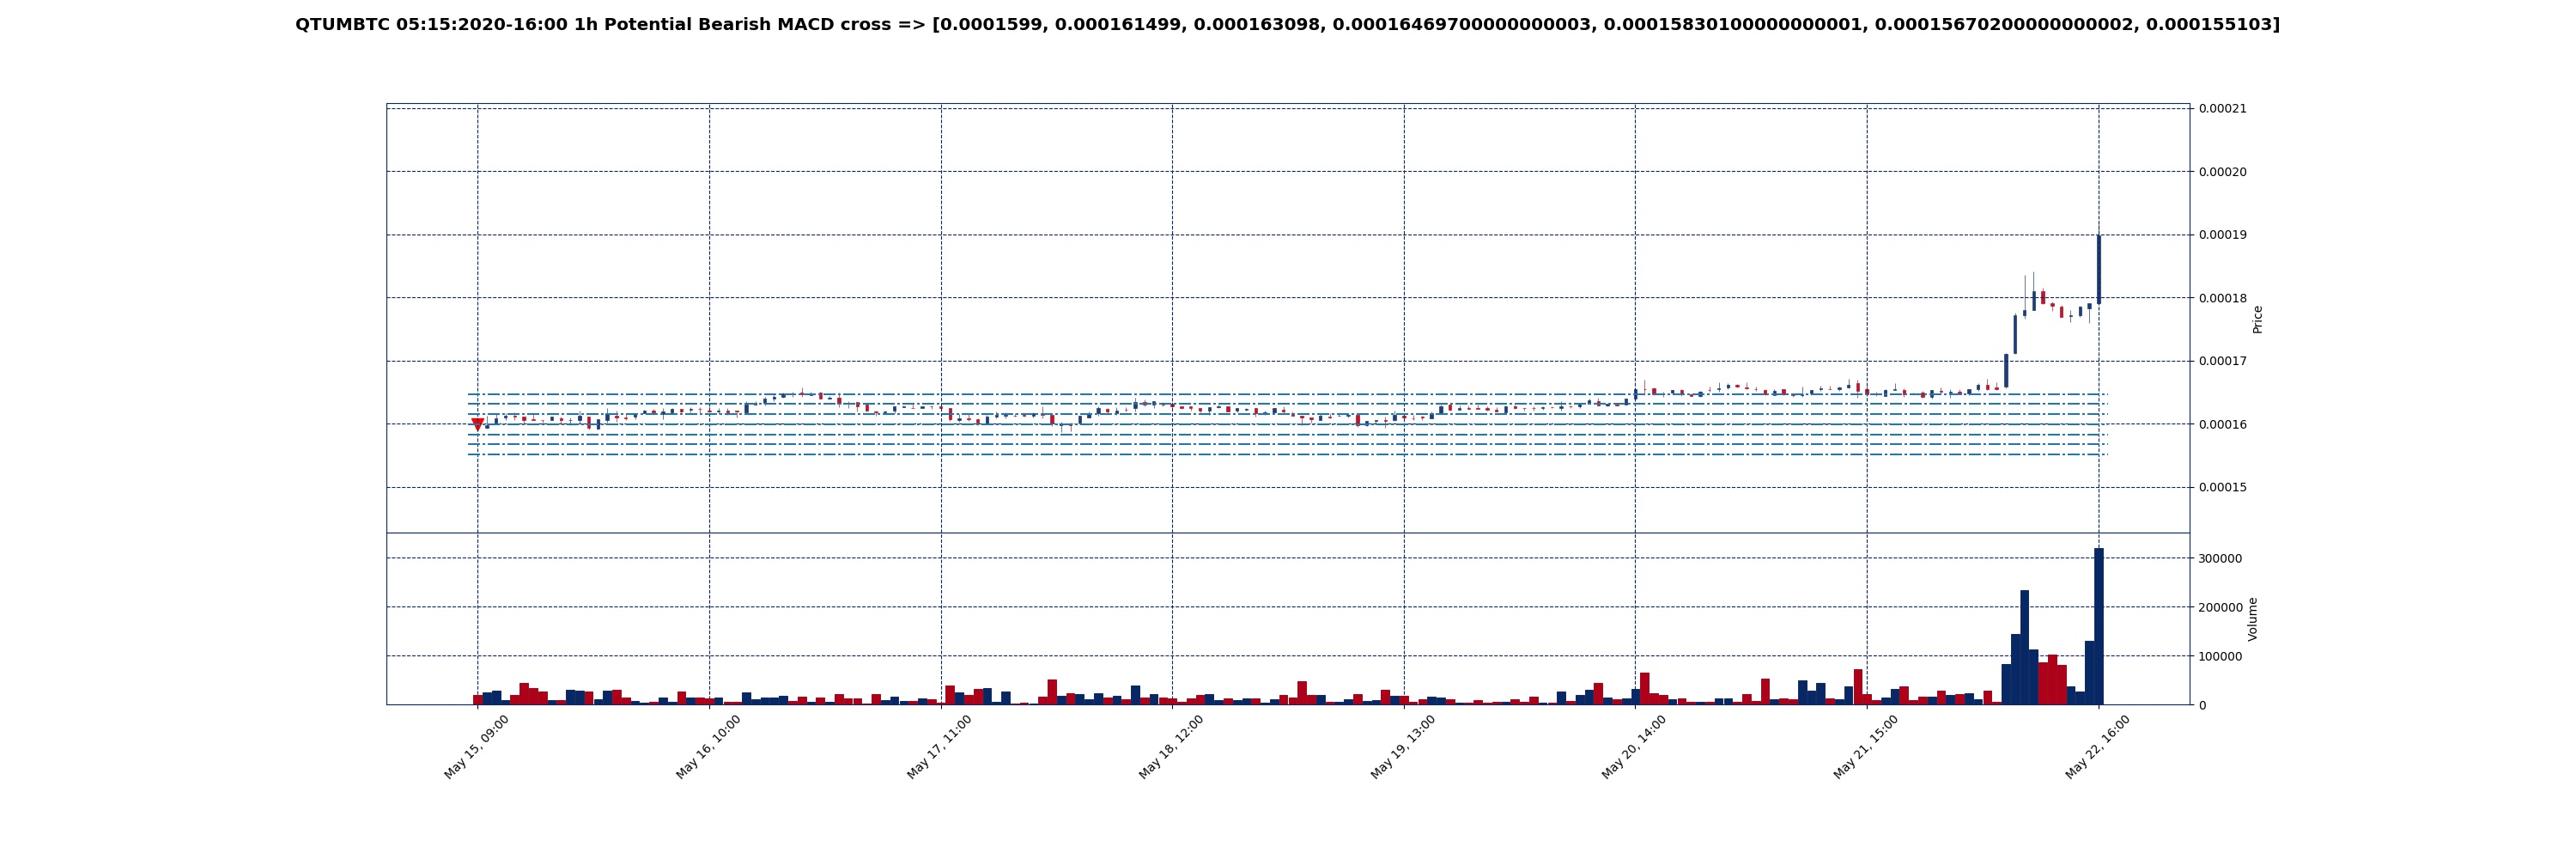 QTUMBTC 05:15:2020-16:00 1h Potential Bearish MACD cross => [0.0001599, 0.000161499, 0.000163098, 0.00016469700000000003, 0.00015830100000000001, 0.00015670200000000002, 0.000155103]
0.00021
0.00020
0.00019
0.00018
0.00017
0.00016
0.00015
Price
300000
200000
100000
0
Volume
May 15, 09:00
May 16, 10:00
May 17, 11:00
May 18, 12:00
May 19, 13:00
May 20, 14:00
May 21, 15:00
May 22, 16:00